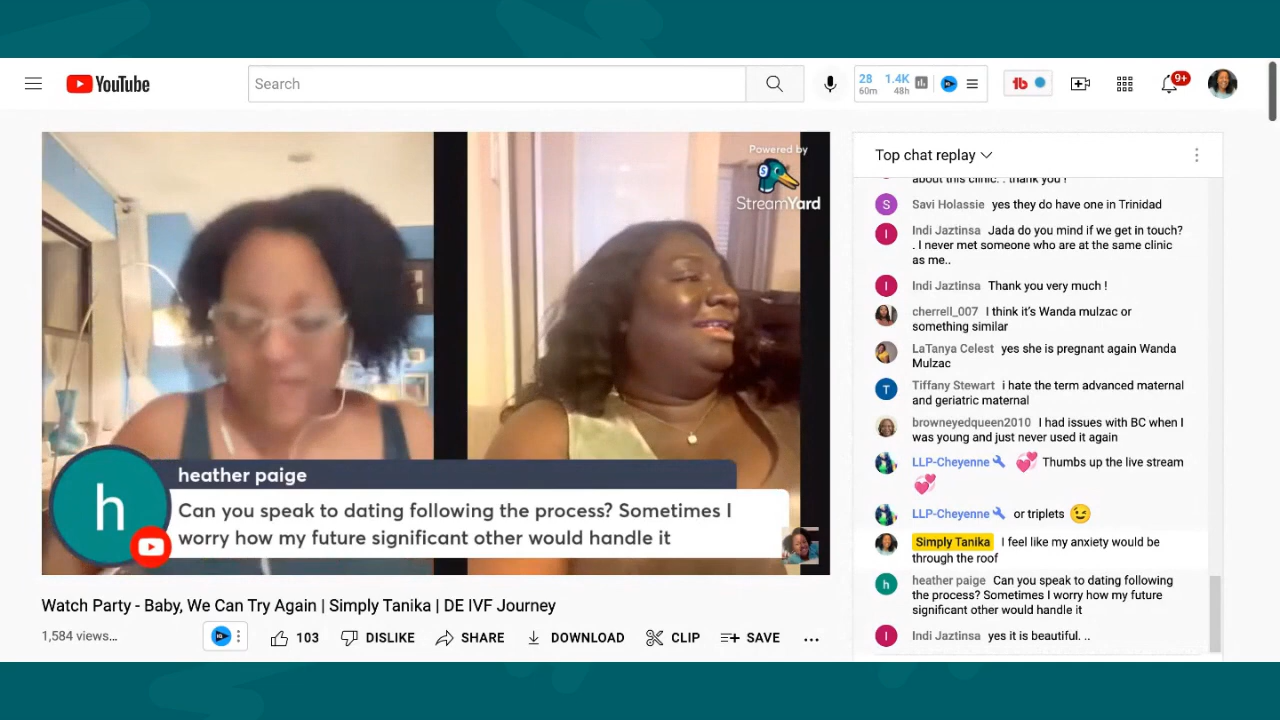 YouTube
Search
28
60m
1.4K
48h
9+
Powered by
StreamYard
h
heather paige
Can you speak to dating following the process? Sometimes I
worry how my future significant other would handle it
Watch Party - Baby, We Can Try Again | Simply Tanika | DE IVF Journey
1,584 views...
103
DISLIKE
SHARE
DOWNLOAD
CLIP
SAVE
Top chat replay
about this clinic. . thank you !
S
Savi Holassie yes they do have one in Trinidad
I
Indi Jaztinsa Jada do you mind if we get in touch?
. I never met someone who are at the same clinic
as me..
I
Indi Jaztinsa Thank you very much !
cherrell_007 I think it's Wanda mulzac or
something similar
LaTanya Celest yes she is pregnant again Wanda
Mulzac
T
Tiffany Stewart i hate the term advanced maternal
and geriatric maternal
browneyedqueen2010 I had issues with BC when I
was young and just never used it again
LLP-Cheyenne 💞 Thumbs up the live stream
💞
LLP-Cheyenne or triplets 😉
Simply Tanika I feel like my anxiety would be
through the roof
h
heather paige Can you speak to dating following
the process? Sometimes I worry how my future
significant other would handle it
I
Indi Jaztinsa yes it is beautiful. ..